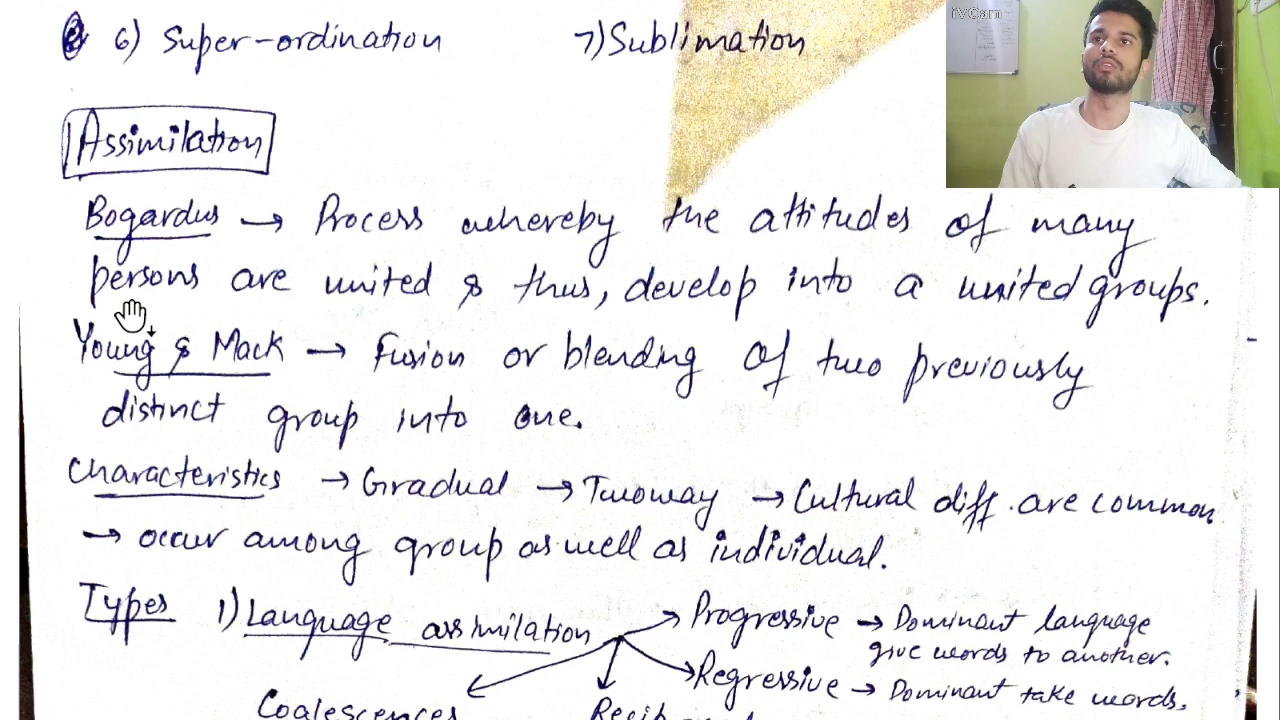 6) Super-ordination 7) Sublimation
iVCam
Assimilation
Bogardus → Process whereby the attitudes of many
persons are united & thus, develop into a united groups.
Young & Mack → Fusion or blending of two previously
distinct group into one.
Characteristics → Gradual → Twoway → Cultural diff. are common
→ occur among group as well as individual.
Types 1) Language assimilation → Progressive → Dominant language
give words to another.
→ Regressive → Dominant take words.
Coalescences